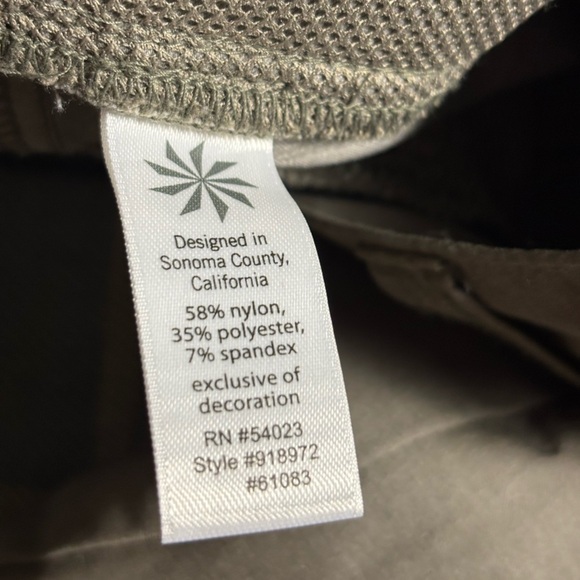 Designed in
Sonoma County,
California
58% nylon,
35% polyester,
7% spandex
exclusive of
decoration
RN #54023
Style #918972
#61083